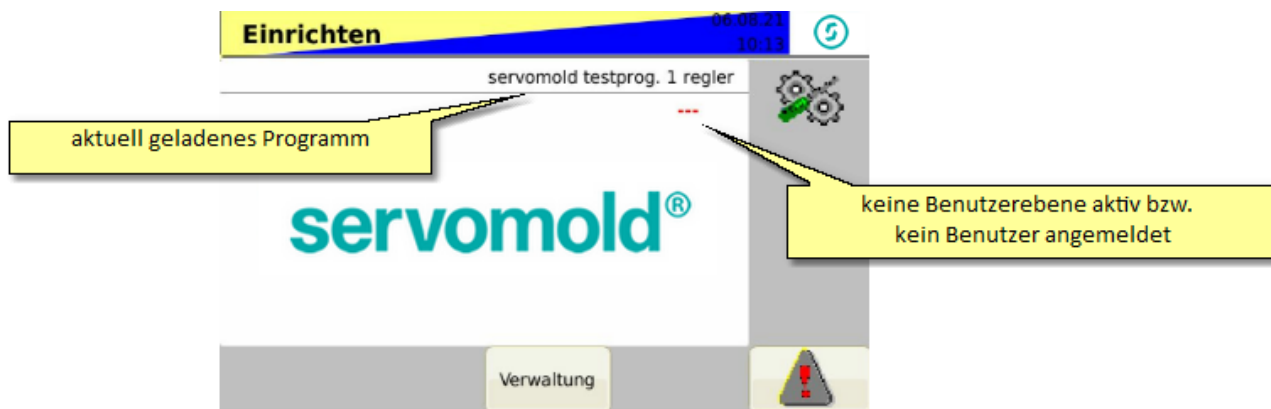 Einrichten
06.08.21
10:13
servomold testprog. 1 regler
---
aktuell geladenes Programm
keine Benutzerebene aktiv bzw.
kein Benutzer angemeldet
servomold®
Verwaltung